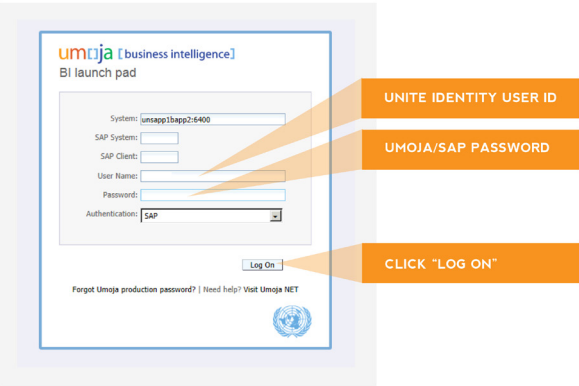 umoja [business intelligence]
BI launch pad
System: unsapp1bapp2:6400
SAP System:
SAP Client:
User Name:
Password:
Authentication: SAP
Log On
Forgot Umoja production password? | Need help? Visit Umoja NET
UNITE IDENTITY USER ID
UMOJA/SAP PASSWORD
CLICK "LOG ON"